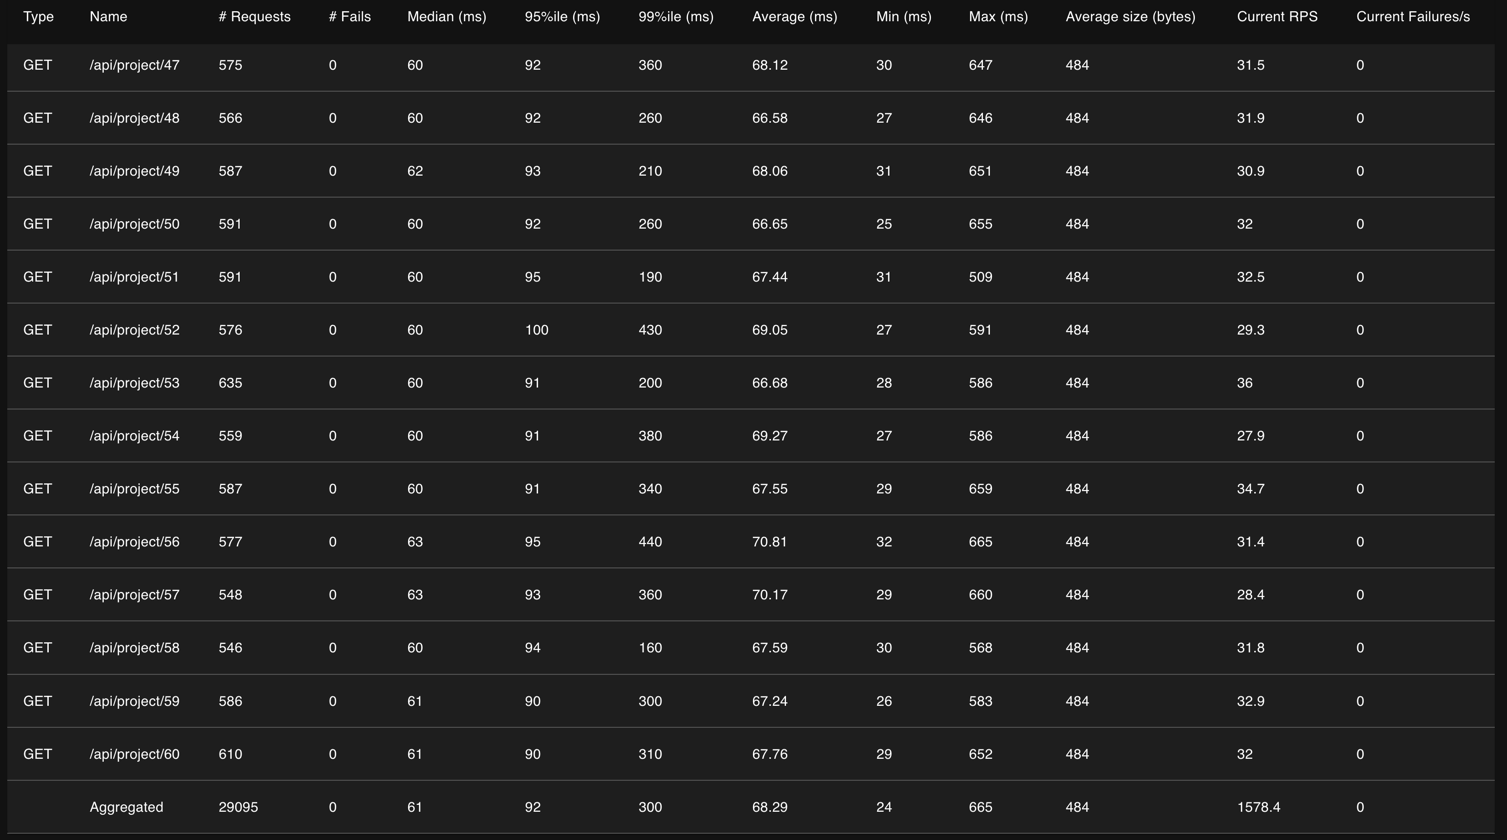 Type Name # Requests # Fails Median (ms) 95%ile (ms) 99%ile (ms) Average (ms) Min (ms) Max (ms) Average size (bytes) Current RPS Current Failures/s
GET /api/project/47 575 0 60 92 360 68.12 30 647 484 31.5 0
GET /api/project/48 566 0 60 92 260 66.58 27 646 484 31.9 0
GET /api/project/49 587 0 62 93 210 68.06 31 651 484 30.9 0
GET /api/project/50 591 0 60 92 260 66.65 25 655 484 32 0
GET /api/project/51 591 0 60 95 190 67.44 31 509 484 32.5 0
GET /api/project/52 576 0 60 100 430 69.05 27 591 484 29.3 0
GET /api/project/53 635 0 60 91 200 66.68 28 586 484 36 0
GET /api/project/54 559 0 60 91 380 69.27 27 586 484 27.9 0
GET /api/project/55 587 0 60 91 340 67.55 29 659 484 34.7 0
GET /api/project/56 577 0 63 95 440 70.81 32 665 484 31.4 0
GET /api/project/57 548 0 63 93 360 70.17 29 660 484 28.4 0
GET /api/project/58 546 0 60 94 160 67.59 30 568 484 31.8 0
GET /api/project/59 586 0 61 90 300 67.24 26 583 484 32.9 0
GET /api/project/60 610 0 61 90 310 67.76 29 652 484 32 0
Aggregated 29095 0 61 92 300 68.29 24 665 484 1578.4 0